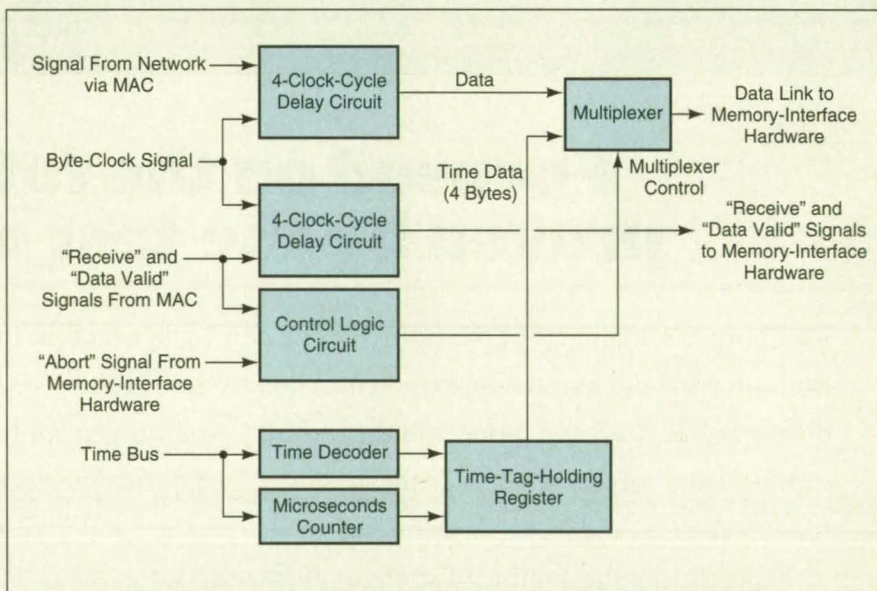 Signal From Network
via MAC
4-Clock-Cycle
Delay Circuit
Data
Multiplexer
Data Link to
Memory-Interface
Hardware
Byte-Clock Signal
Time Data
(4 Bytes)
Multiplexer
Control
4-Clock-Cycle
Delay Circuit
“Receive” and
“Data Valid” Signals
to Memory-Interface
Hardware
“Receive” and
“Data Valid”
Signals From MAC
Control Logic
Circuit
“Abort” Signal From
Memory-Interface
Hardware
Time Bus
Time Decoder
Time-Tag-Holding
Register
Microseconds
Counter